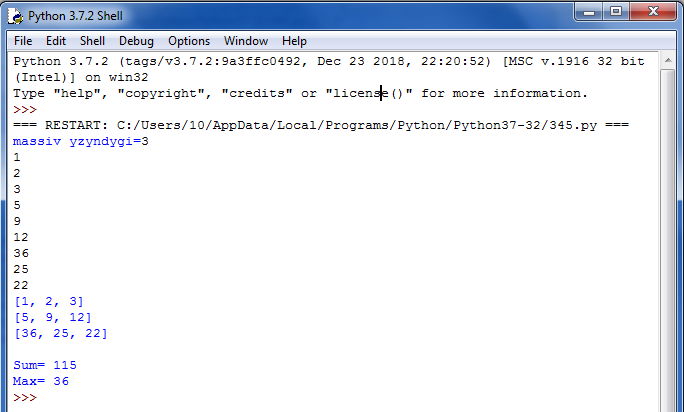 Python 3.7.2 Shell
File Edit Shell Debug Options Window Help
Python 3.7.2 (tags/v3.7.2:9a3ffc0492, Dec 23 2018, 22:20:52) [MSC v.1916 32 bit
(Intel)] on win32
Type "help", "copyright", "credits" or "license()" for more information.
>>>
=== RESTART: C:/Users/10/AppData/Local/Programs/Python/Python37-32/345.py ===
massiv yzyndygi=3
1
2
3
5
9
12
36
25
22
[1, 2, 3]
[5, 9, 12]
[36, 25, 22]
Sum= 115
Max= 36
>>>